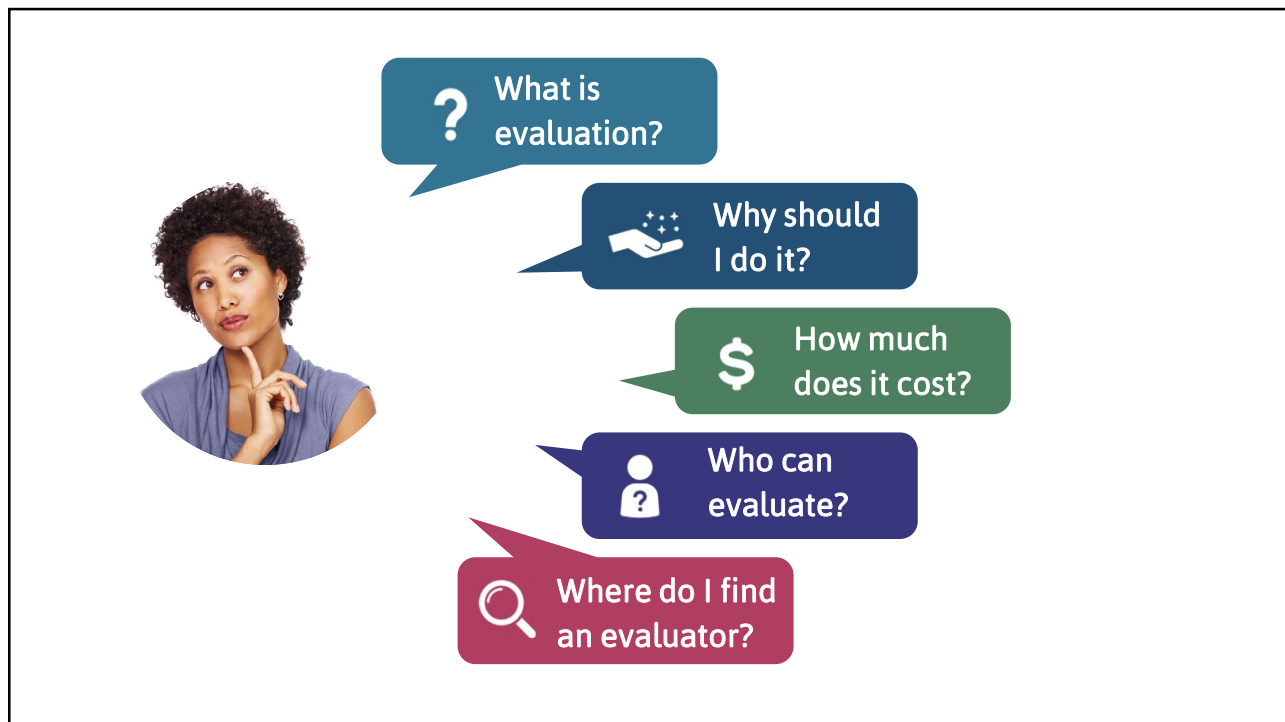 What is
evaluation?
Why should
I do it?
How much
does it cost?
Who can
evaluate?
Where do I find
an evaluator?